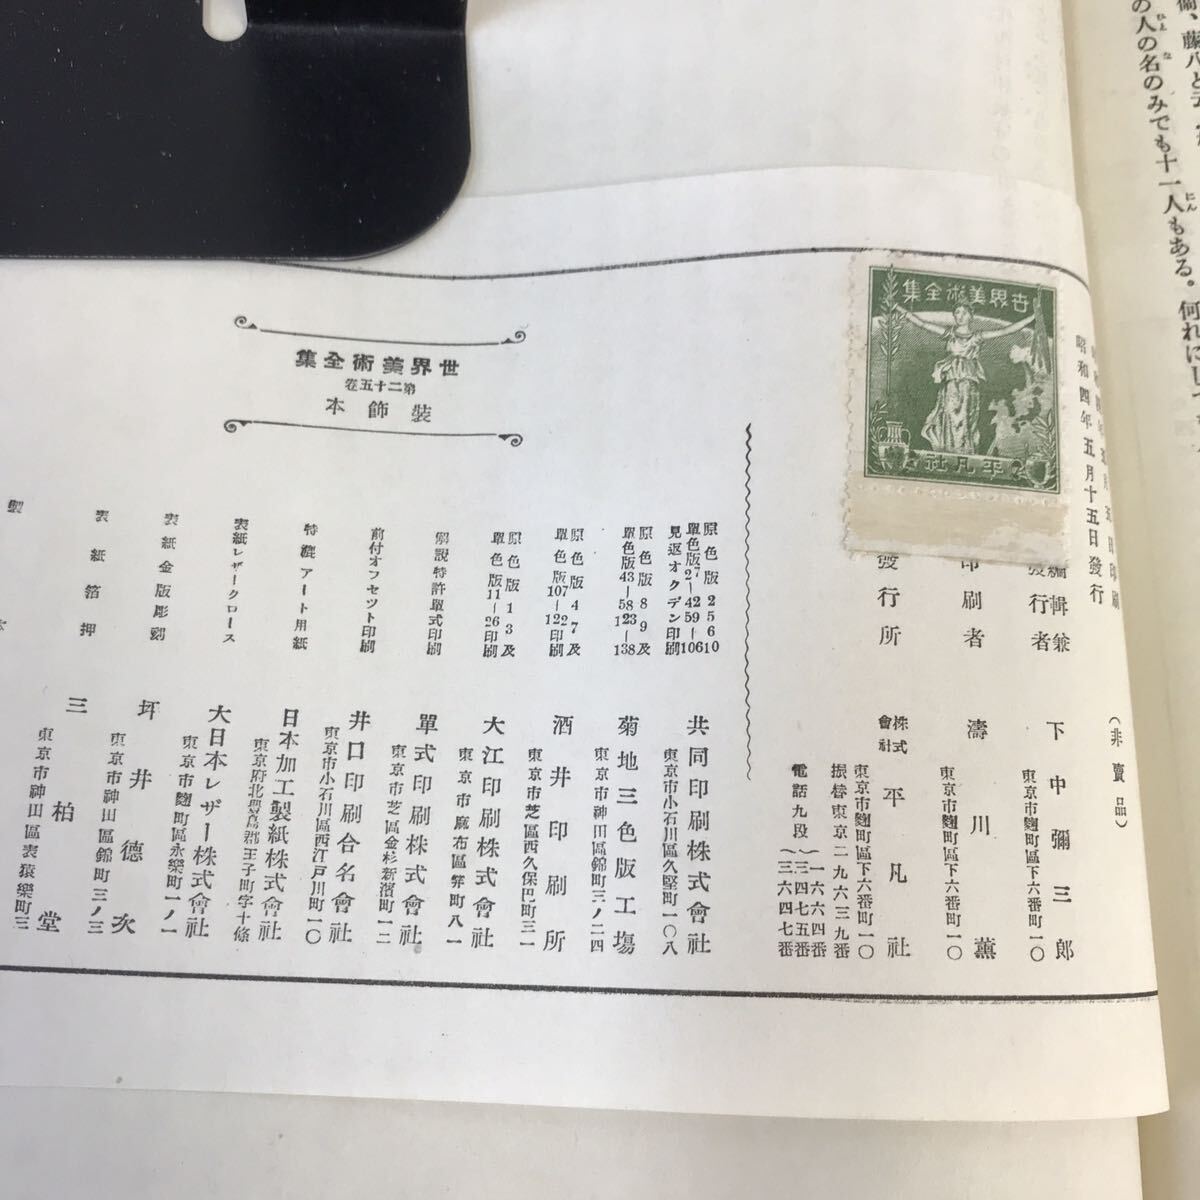 の人の名のみでも十一人もある。何れにして
世界美術全集
平凡社
昭和四年五月十五日發行
(非賣品)
發行者 下中彌三郎
東京市麴町區下六番町一〇
印刷者 濤川薰
東京市麴町區下六番町一〇
發行所 株式會社 平凡社
東京市麴町區下六番町一〇
振替東京二九六三九番
電話九段
一六六四番
三四七五番
三六四七番
原色版 2 5 6 10
單色版 2—42 59—106
見返オクデン印刷
共同印刷株式會社
東京市小石川區久堅町一〇八
原色版 8 9 及
單色版 43—58 123—138
菊地三色版工場
東京市神田區錦町三ノ二四
原色版 4 7 及
單色版 107—122 印刷
酒井印刷所
東京市芝區西久保巴町三一
原色版 1 3 及
單色版 11—26 印刷
大江印刷株式會社
東京市麻布區笄町八一
解説特許單式印刷
單式印刷株式會社
東京市芝區金杉新濱町一二
前付オフセツト印刷
井口印刷合名會社
東京市小石川區西江戸川町一〇
特漉アート用紙
日本加工製紙株式會社
東京府北豐島郡王子町字十條
表紙レザークロース
大日本レザー株式會社
東京市麴町區永樂町一ノ一
表紙金版彫刻
坪井德次
東京市神田區錦町三ノ三
表紙箔押
三柏堂
東京市神田區表猿樂町三
製本
世界美術全集
第二十五卷
裝飾本